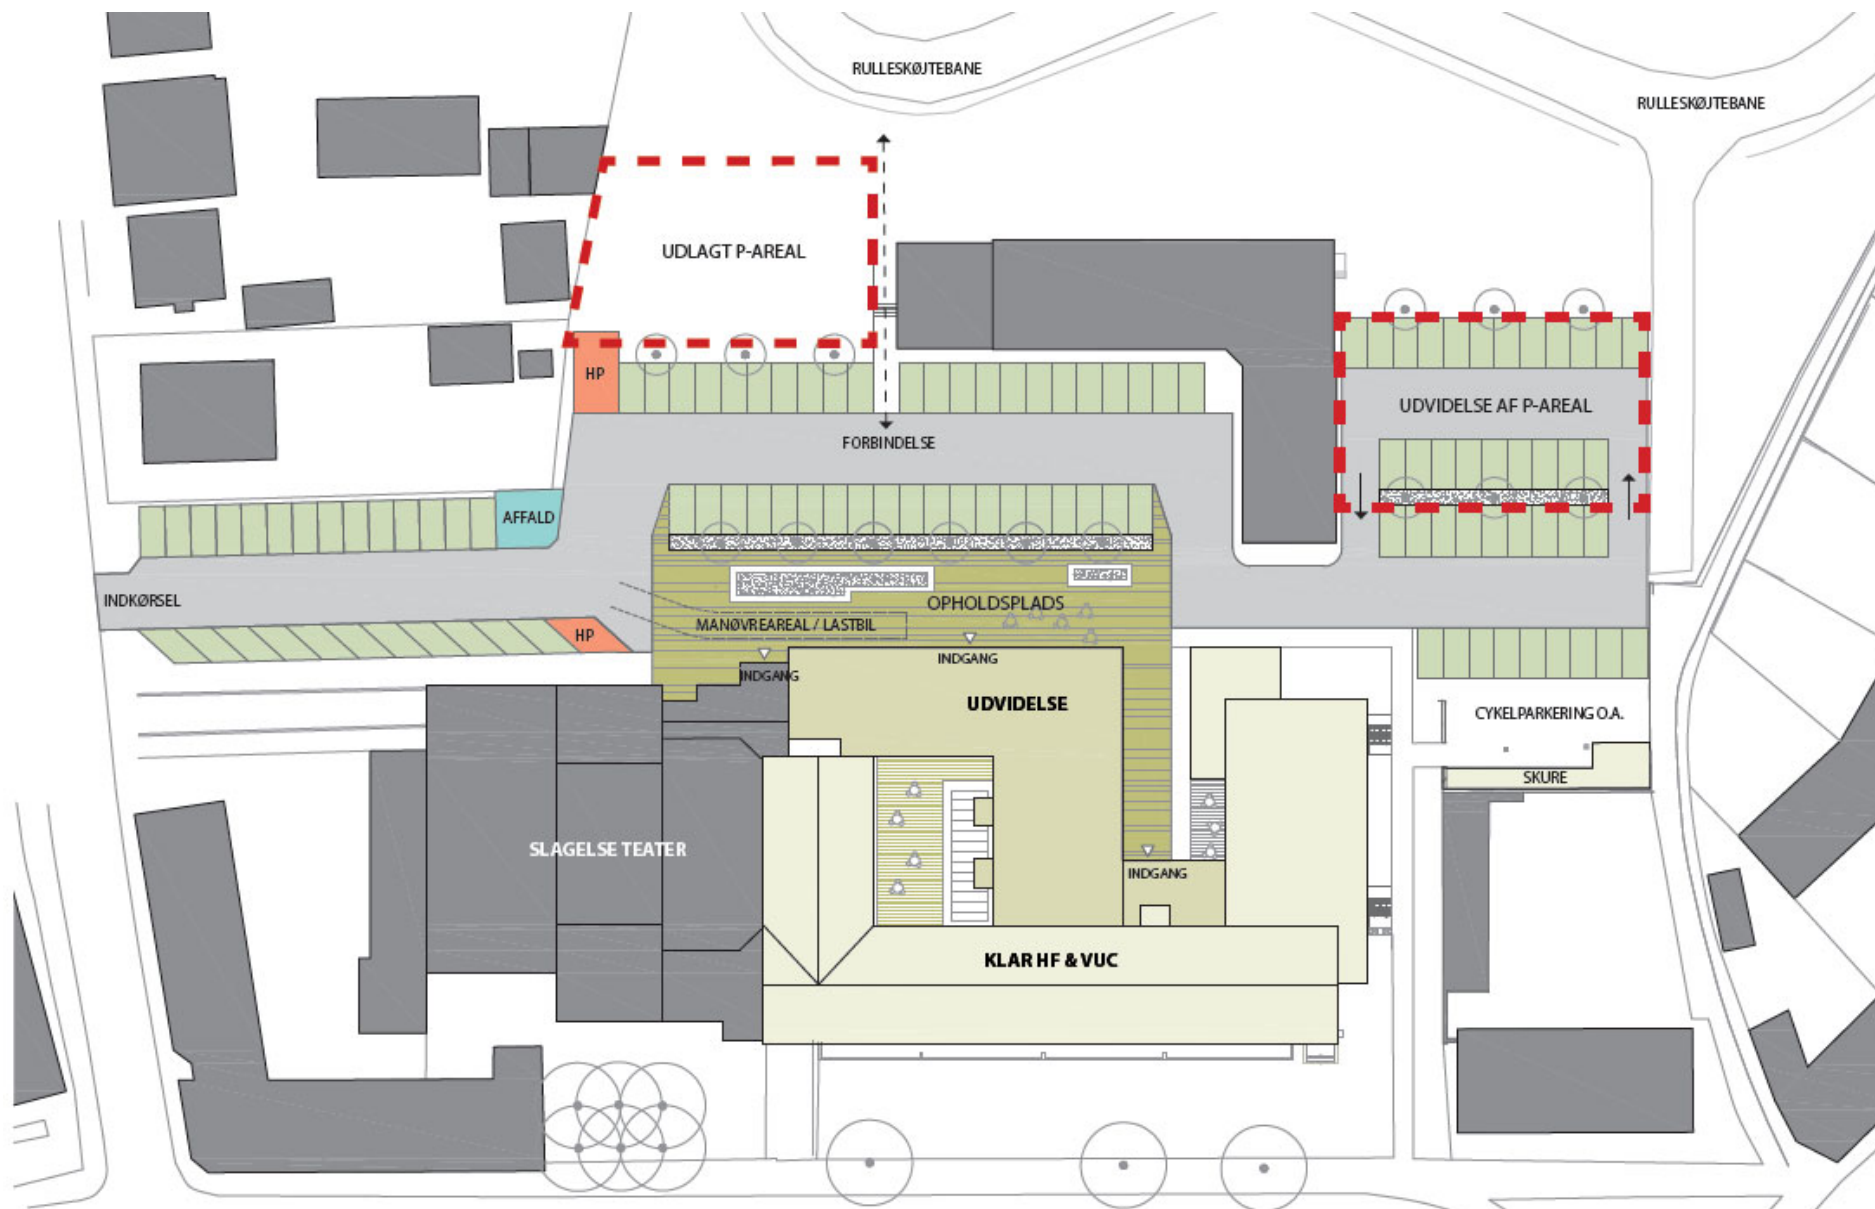 RULLESKØJTEBANE
RULLESKØJTEBANE
UDLAGT P-AREAL
HP
UDVIDELSE AF P-AREAL
FORBINDELSE
AFFALD
INDKØRSEL
OPHOLDSPLADS
MANØVREAREAL / LASTBIL
HP
INDGANG
INDGANG
UDVIDELSE
CYKELPARKERING O.A.
SKURE
SLAGELSE TEATER
INDGANG
KLAR HF & VUC